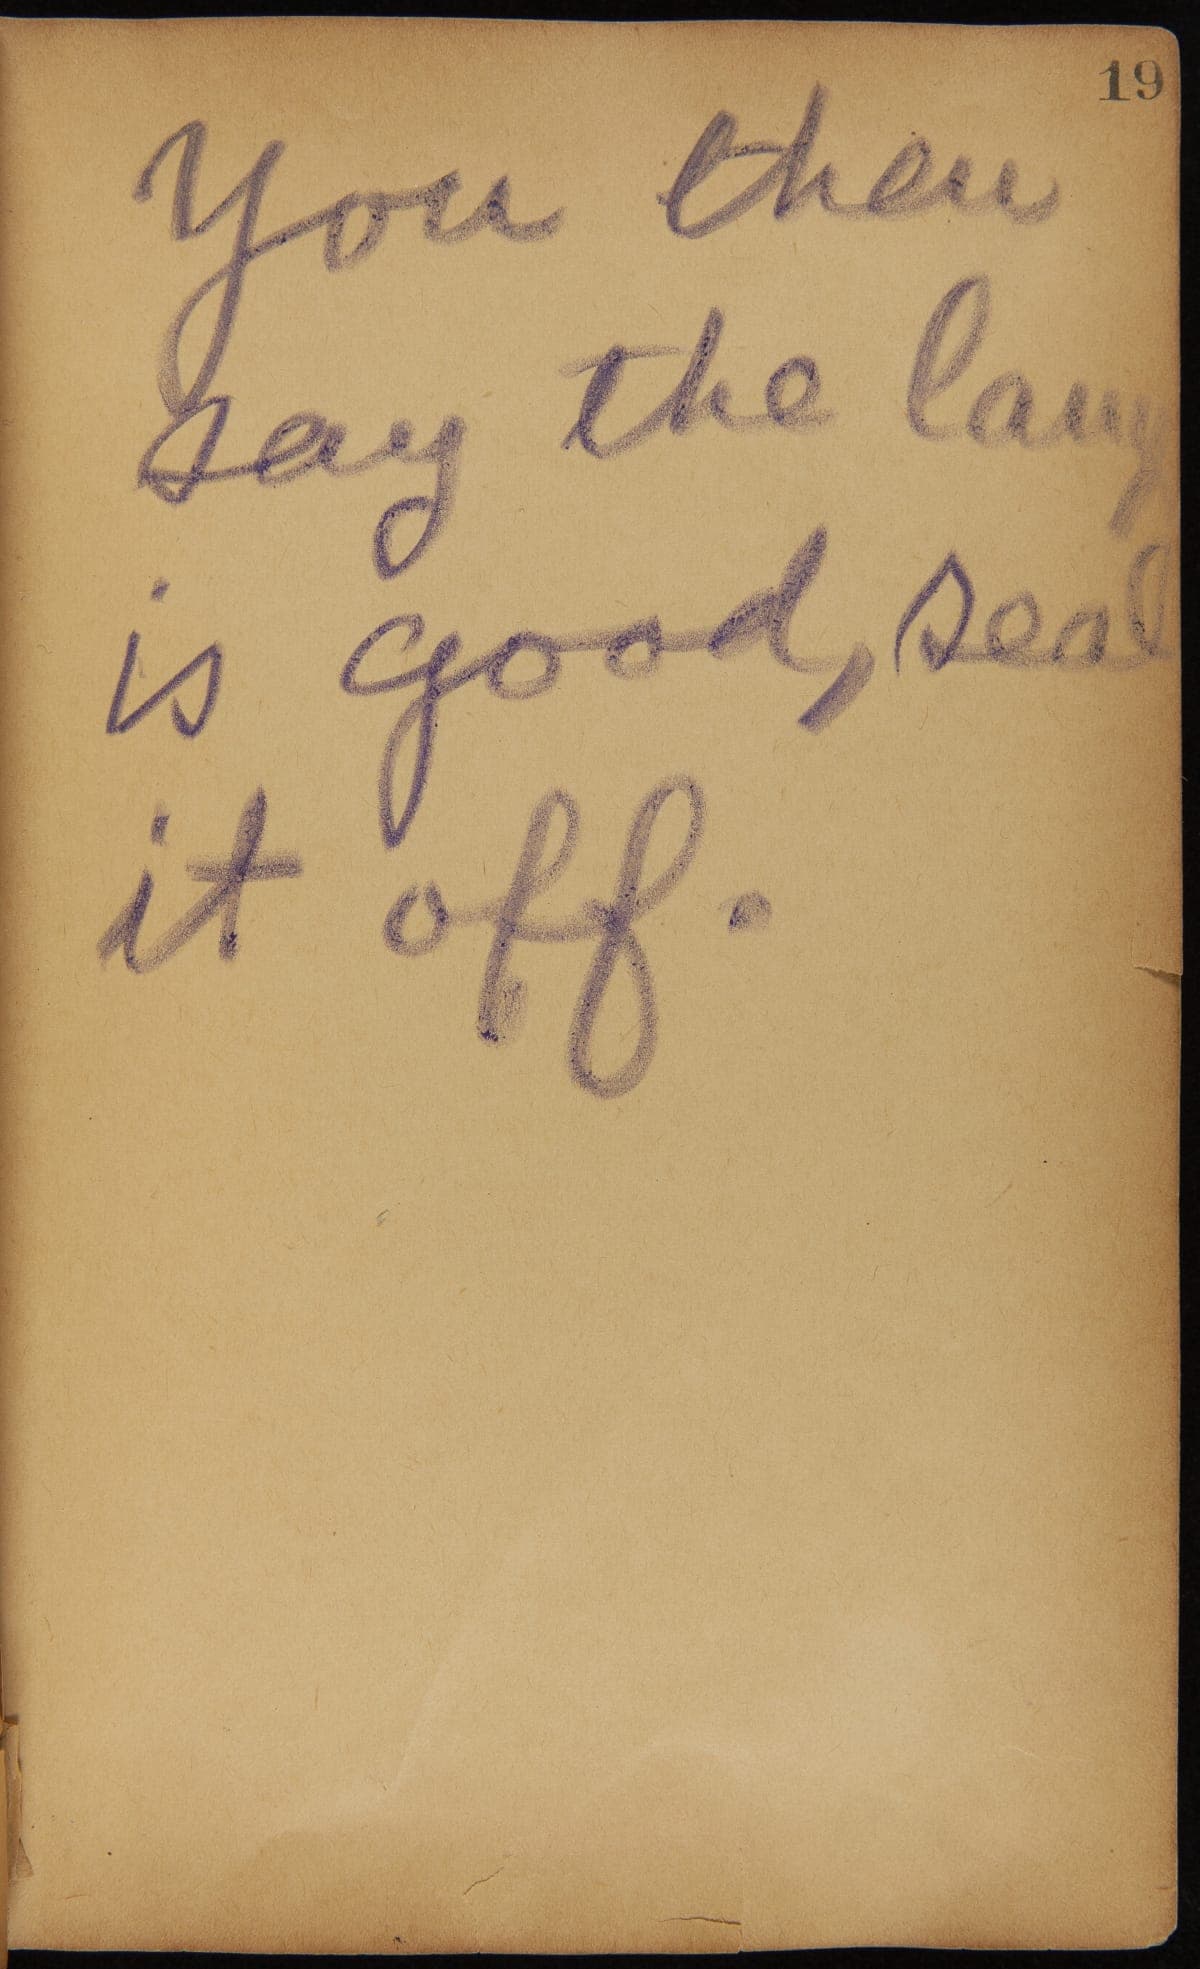 19
You then
say the lamp
is good, seal
it off.